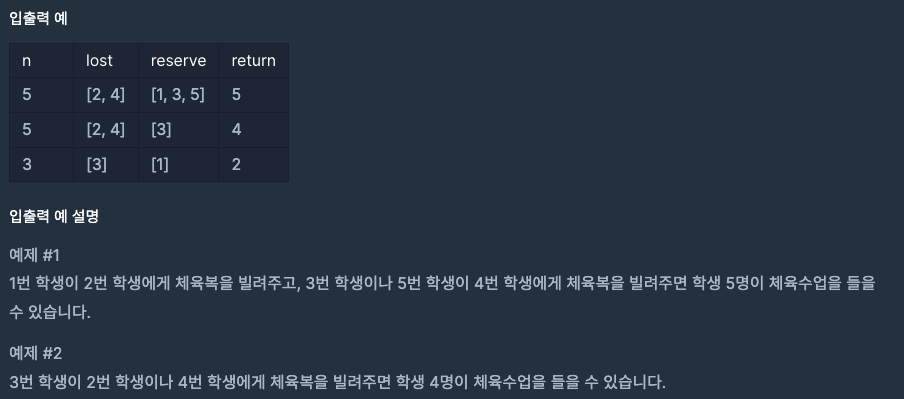 입출력 예
n lost reserve return
5 [2, 4] [1, 3, 5] 5
5 [2, 4] [3] 4
3 [3] [1] 2
입출력 예 설명
예제 #1
1번 학생이 2번 학생에게 체육복을 빌려주고, 3번 학생이나 5번 학생이 4번 학생에게 체육복을 빌려주면 학생 5명이 체육수업을 들을
수 있습니다.
예제 #2
3번 학생이 2번 학생이나 4번 학생에게 체육복을 빌려주면 학생 4명이 체육수업을 들을 수 있습니다.